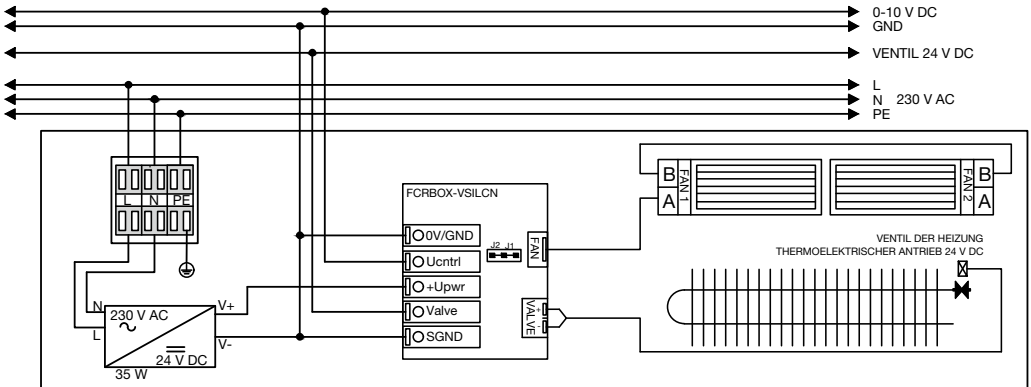 0-10 V DC
GND
VENTIL 24 V DC
L
N 230 V AC
PE
L N PE
FCRBOX-VSILCN
0V/GND
Ucntrl
+Upwr
Valve
SGND
J2 J1
FAN
VALVE
+
-
B
A
FAN 1
FAN 2
B
A
VENTIL DER HEIZUNG
THERMOELEKTRISCHER ANTRIEB 24 V DC
N
L
230 V AC
24 V DC
V+
V-
35 W